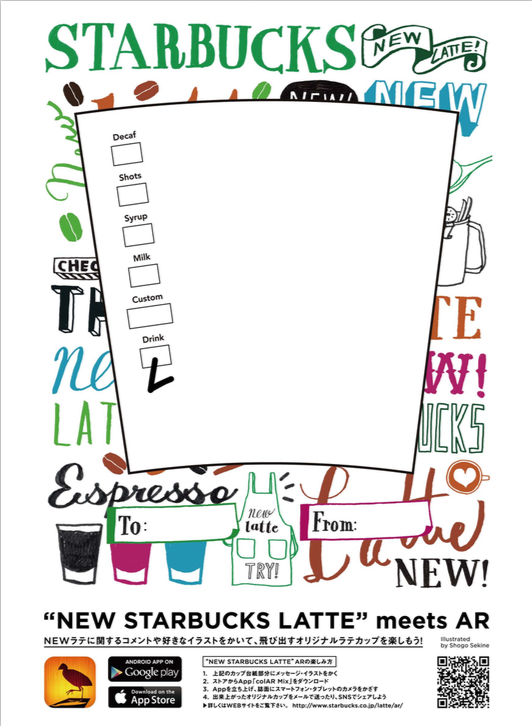 STARBUCKS
NEW LATTE!
NEW! NEW
New
Decaf
Shots
Syrup
Milk
Custom
Drink
Espresso
To:
new
latte
TRY!
From:
Latte
NEW!
“NEW STARBUCKS LATTE” meets AR
NEWラテに関するコメントや好きなイラストをかいて、飛び出すオリジナルラテカップを楽しもう!
Illustrated
by Shogo Sekine
ANDROID APP ON
Google play
Download on the
App Store
“NEW STARBUCKS LATTE” ARの楽しみ方
1. 上記のカップ台紙部分にメッセージ・イラストをかく
2. ストアからApp「colAR Mix」をダウンロード
3. Appを立ち上げ、誌面にスマートフォン・タブレットのカメラをかざす
4. 出来上がったオリジナルカップをメールで送ったり、SNSでシェアしよう
▶詳しくはWEBサイトをご覧下さい。 http://www.starbucks.co.jp/latte/ar/